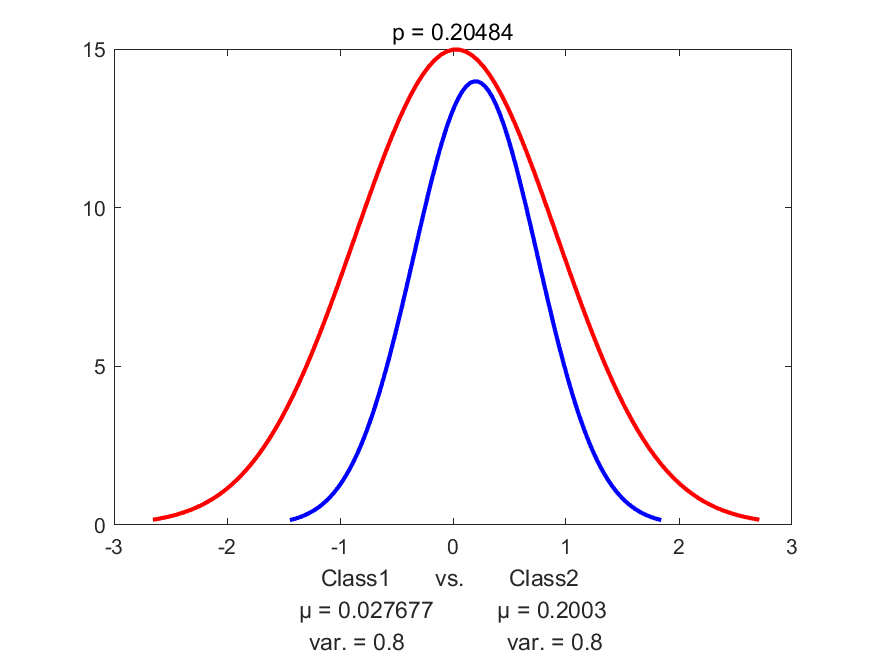 p = 0.20484
15
10
5
0
-3 -2 -1 0 1 2 3
Class1 vs. Class2
μ = 0.027677 μ = 0.2003
var. = 0.8 var. = 0.8